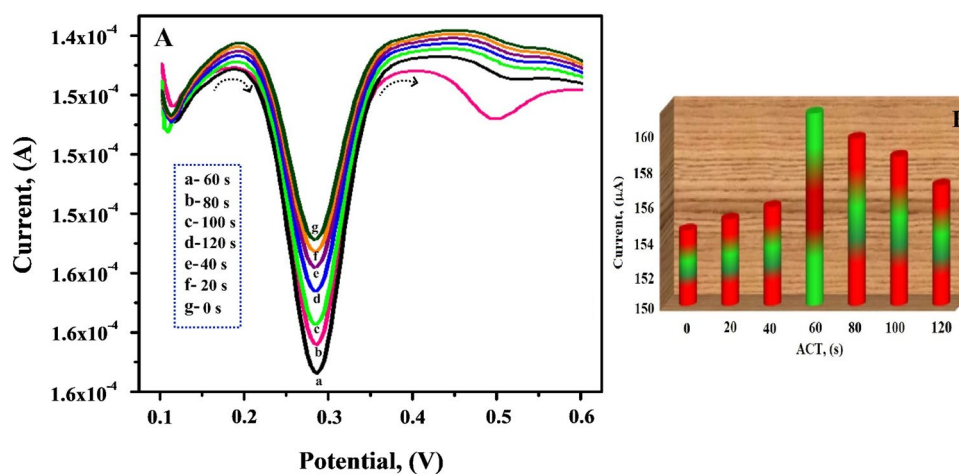 A
1.4x10-4
1.5x10-4
1.5x10-4
1.5x10-4
1.6x10-4
1.6x10-4
1.6x10-4
Current, (A)
a- 60 s
b- 80 s
c- 100 s
d-120 s
e-40 s
f- 20 s
g- 0 s
g
f
e
d
c
b
a
0.1 0.2 0.3 0.4 0.5 0.6
Potential, (V)
160
158
156
154
152
150
Current, (µA)
0 20 40 60 80 100 120
ACT, (s)